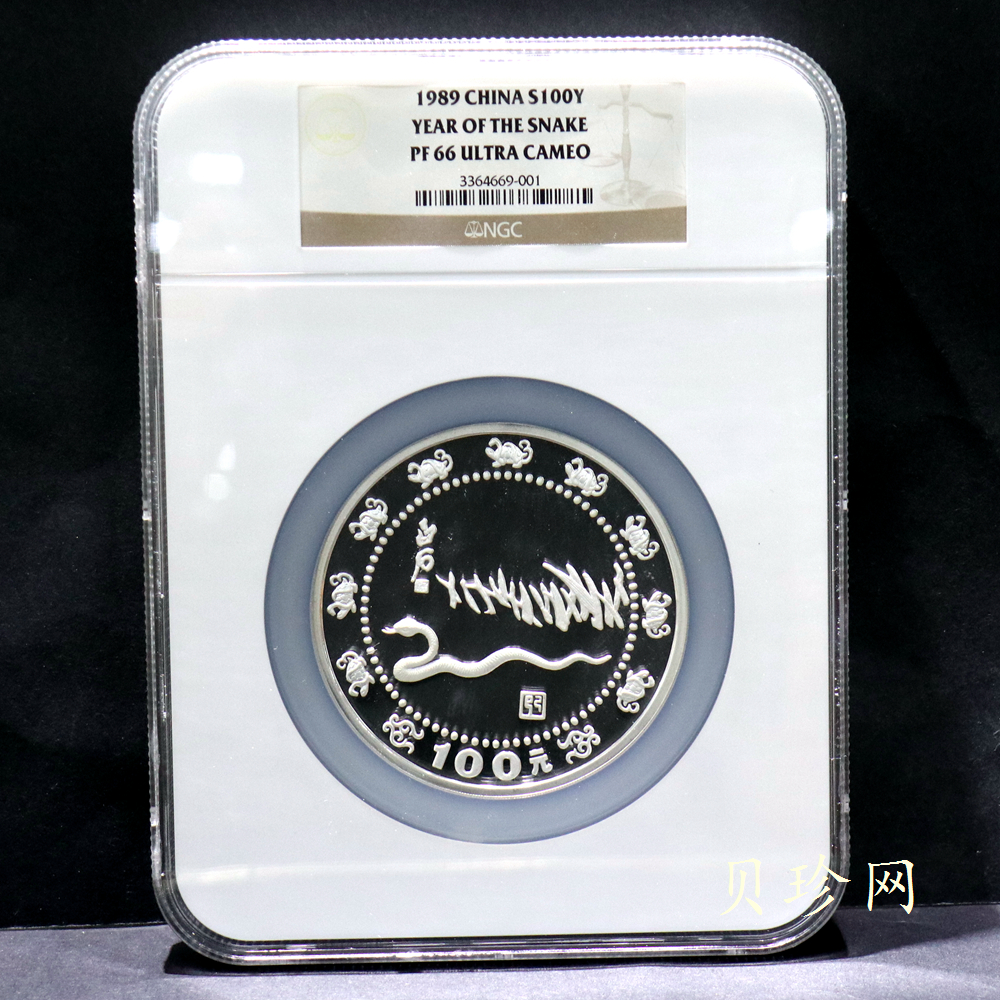 1989 CHINA S100Y
YEAR OF THE SNAKE
PF 66 ULTRA CAMEO
3364669-001
NGC
100元
贝珍网